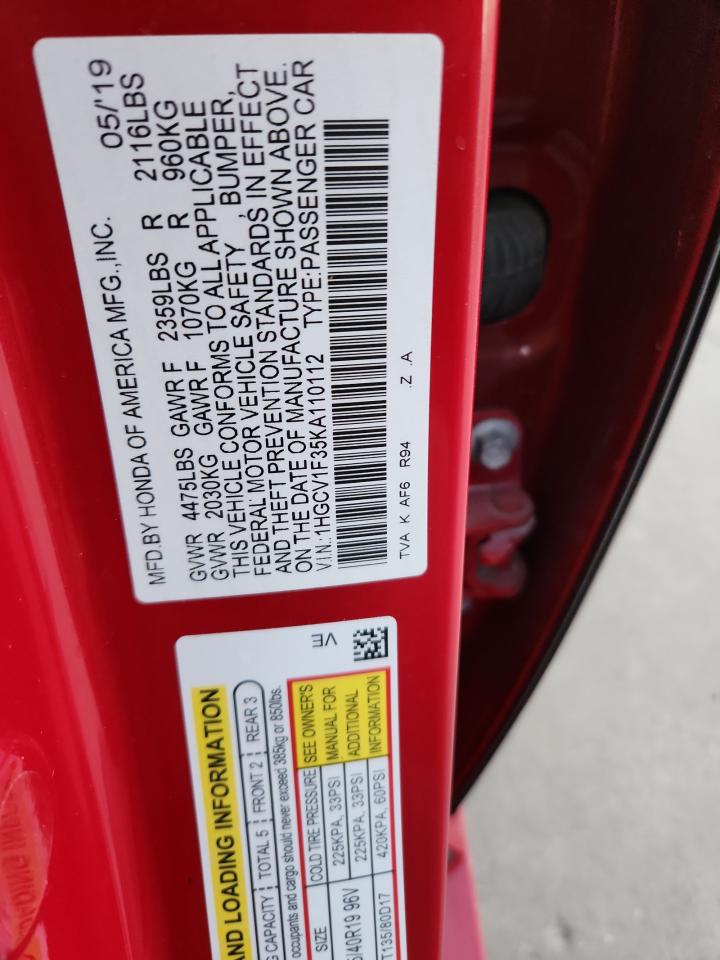 MFD.BY HONDA OF AMERICA MFG.,INC. 05/'19
GVWR 4475LBS GAWR F 2359LBS R 2116LBS
GVWR 2030KG GAWR F 1070KG R 960KG
THIS VEHICLE CONFORMS TO ALL APPLICABLE
FEDERAL MOTOR VEHICLE SAFETY , BUMPER,
AND THEFT PREVENTION STANDARDS IN EFFECT
ON THE DATE OF MANUFACTURE SHOWN ABOVE.
V.I.N.:1HGCV1F35KA110112 TYPE:PASSENGER CAR
TVA K AF6 R94 .Z .A
AND LOADING INFORMATION
CAPACITY TOTAL 5 FRONT 2 REAR 3
occupants and cargo should never exceed 385kg or 850lbs.
SIZE COLD TIRE PRESSURE SEE OWNER'S
/40R19 96V 225KPA, 33PSI MANUAL FOR
225KPA, 33PSI ADDITIONAL
T135/80D17 420KPA, 60PSI INFORMATION